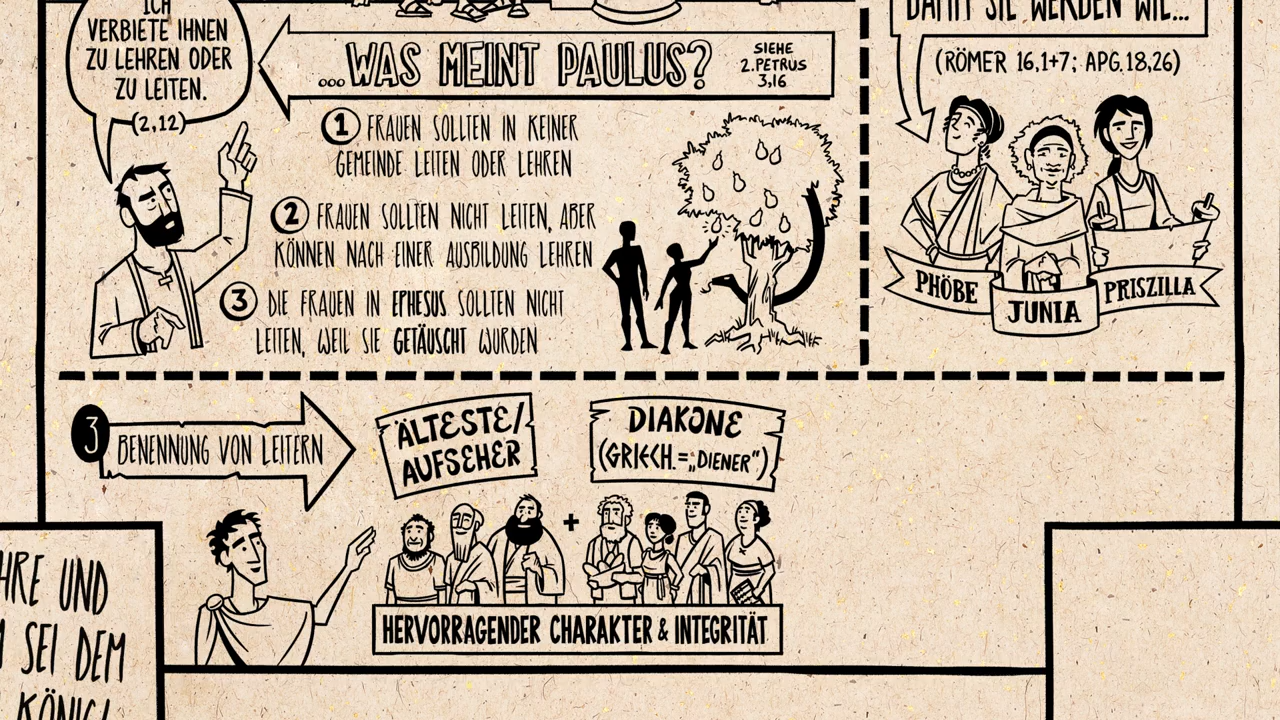 ICH
VERBIETE IHNEN
ZU LEHREN ODER
ZU LEITEN.
(2,12)
...WAS MEINT PAULUS?
SIEHE
2.PETRUS
3,16
1 FRAUEN SOLLTEN IN KEINER
GEMEINDE LEITEN ODER LEHREN
2 FRAUEN SOLLTEN NICHT LEITEN, ABER
KÖNNEN NACH EINER AUSBILDUNG LEHREN
3 DIE FRAUEN IN EPHESUS SOLLTEN NICHT
LEITEN, WEIL SIE GETÄUSCHT WURDEN
DAMIT SIE WERDEN WIE...
(RÖMER 16,1+7; APG.18,26)
PHÖBE
JUNIA
PRISZILLA
3 BENENNUNG VON LEITERN
ÄLTESTE/
AUFSEHER
+
DIAKONE
(GRIECH.=„DIENER")
HERVORRAGENDER CHARAKTER & INTEGRITÄT
UND
SEI DEM